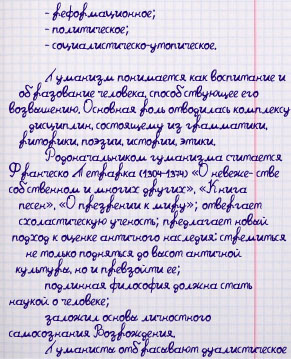 - реформационное;
- политическое;
- социалистическо-утопическое.
Гуманизм понимается как воспитание и
образование человека, способствующее его
возвышению. Основная роль отводилась комплексу
дисциплин, состоящему из грамматики,
риторики, поэзии, истории, этики.
Родоначальником гуманизма считается
Франческо Петрарка (1304-1374) «О невеже- стве
собственном и многих других», «Книга
песен», «О презрении к миру»; отвергает
схоластическую ученость; предлагает новый
подход к оценке античного наследия: стремиться
не только подняться до высот античной
культуры, но и превзойти ее;
подлинная философия должна стать
наукой о человеке;
заложил основы личностного
самосознания Возрождения.
Гуманисты отбрасывают дуалистическое